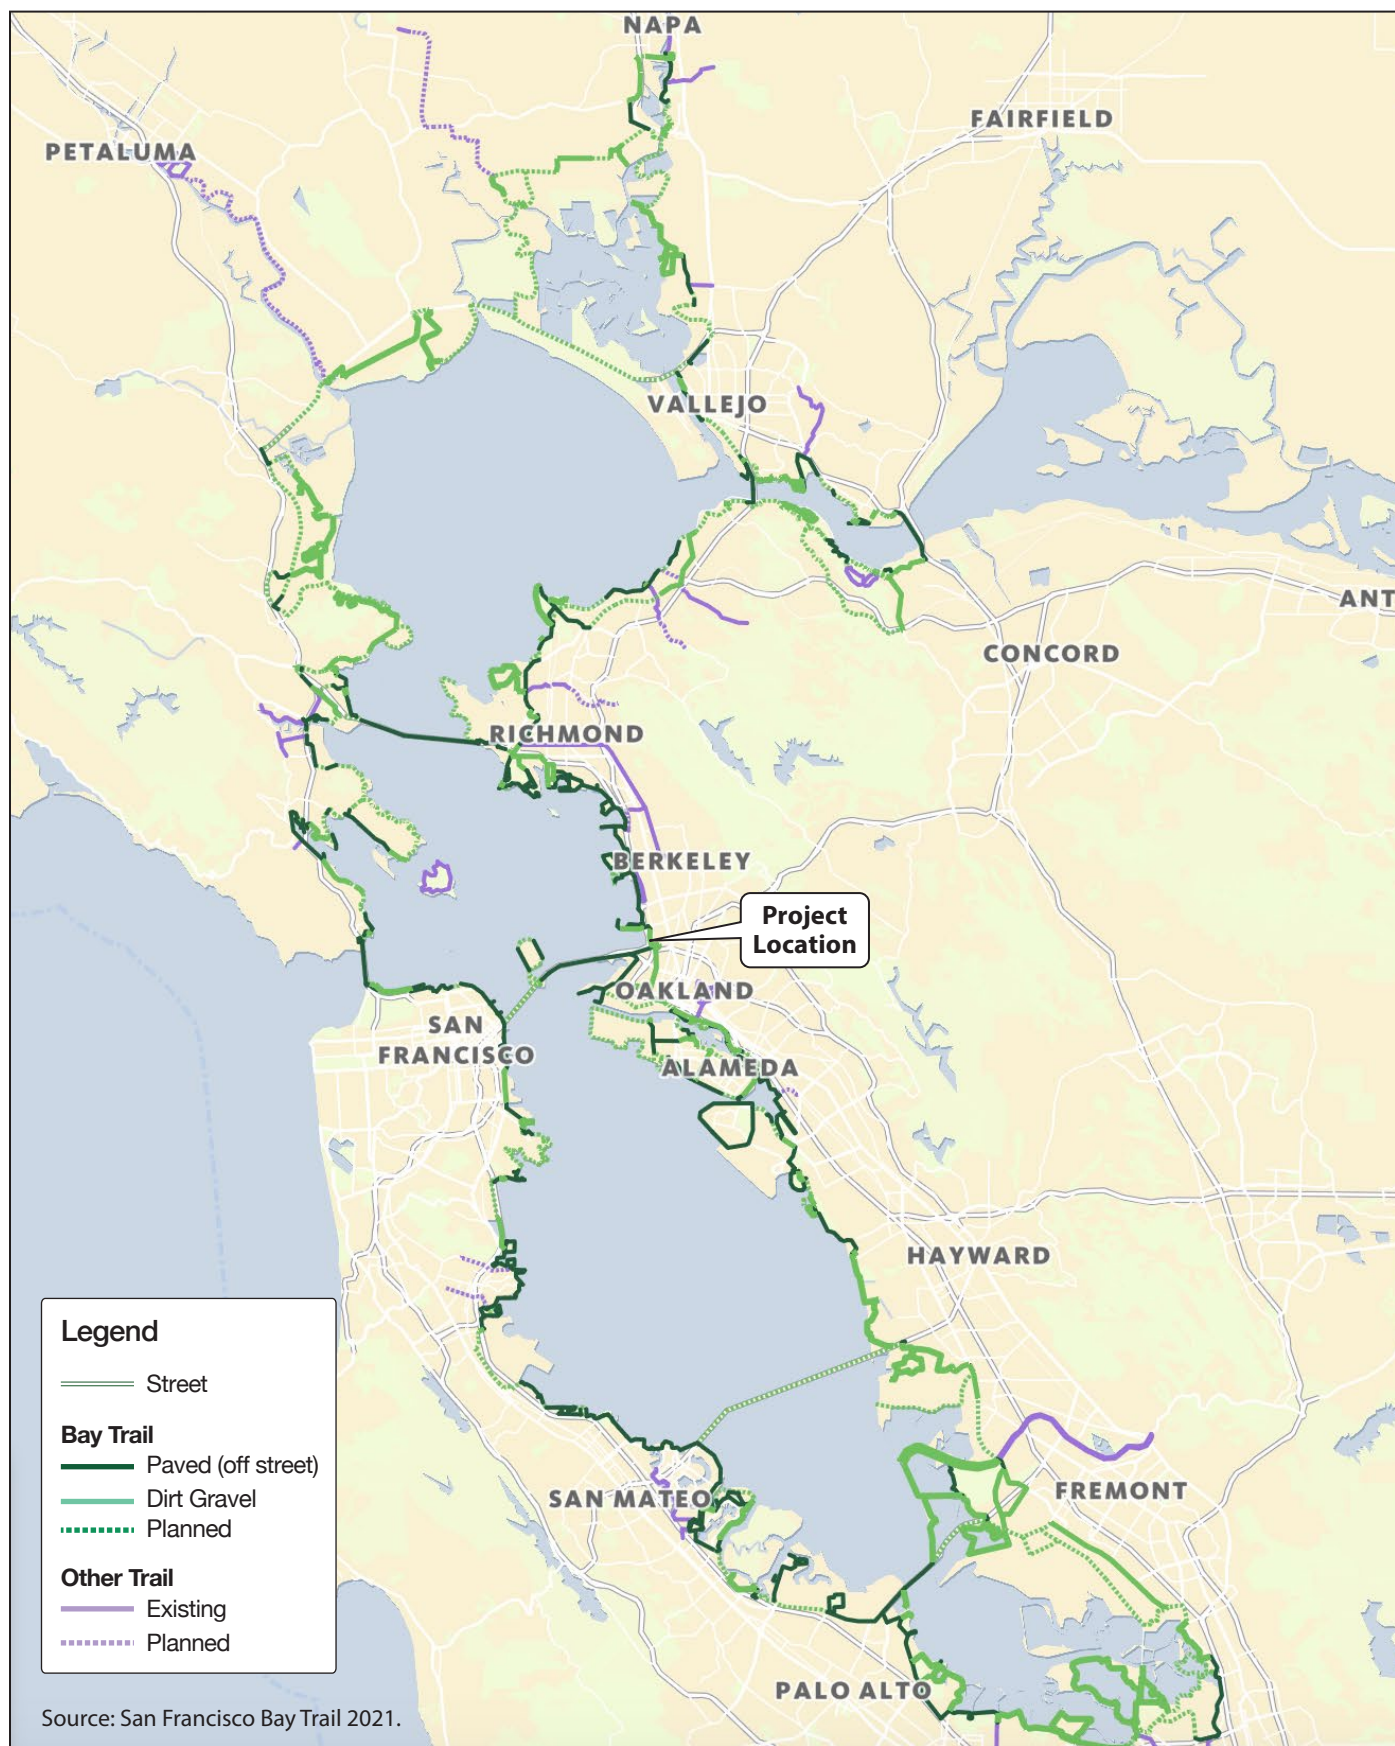 NAPA
FAIRFIELD
PETALUMA
VALLEJO
ANT
CONCORD
RICHMOND
BERKELEY
Project
Location
OAKLAND
SAN
FRANCISCO
ALAMEDA
HAYWARD
Legend
Street
Bay Trail
Paved (off street)
Dirt Gravel
Planned
Other Trail
Existing
Planned
SAN MATEO
FREMONT
PALO ALTO
Source: San Francisco Bay Trail 2021.